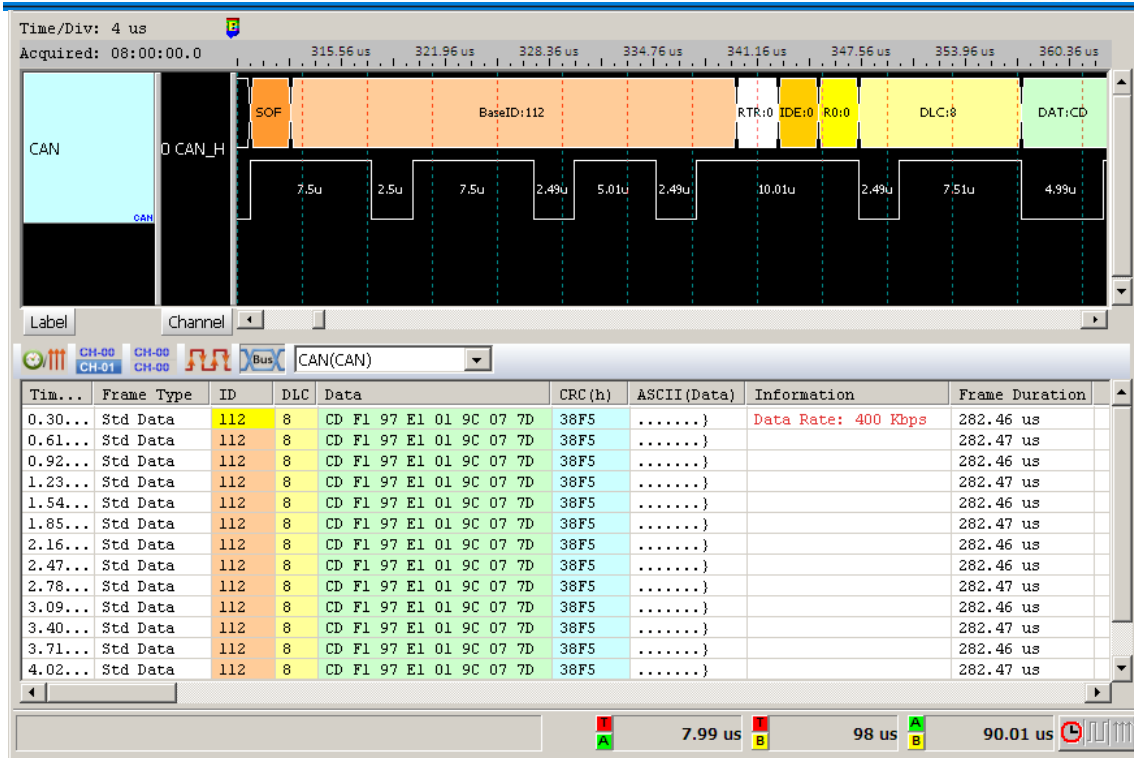 Time/Div: 4 us
Acquired: 08:00:00.0
315.56 us 321.96 us 328.36 us 334.76 us 341.16 us 347.56 us 353.96 us 360.36 us
SOF BaseID:112 RTR:0 IDE:0 R0:0 DLC:8 DAT:CD
CAN 0 CAN_H
7.5u 2.5u 7.5u 2.49u 5.01u 2.49u 10.01u 2.49u 7.51u 4.99u
CAN
Label Channel
CH-00 CH-00 Bus CAN(CAN)
CH-01 CH-00
Tim... Frame Type ID DLC Data CRC(h) ASCII(Data) Information Frame Duration
0.30... Std Data 112 8 CD F1 97 E1 01 9C 07 7D 38F5 .......} Data Rate: 400 Kbps 282.46 us
0.61... Std Data 112 8 CD F1 97 E1 01 9C 07 7D 38F5 .......} 282.47 us
0.92... Std Data 112 8 CD F1 97 E1 01 9C 07 7D 38F5 .......} 282.46 us
1.23... Std Data 112 8 CD F1 97 E1 01 9C 07 7D 38F5 .......} 282.47 us
1.54... Std Data 112 8 CD F1 97 E1 01 9C 07 7D 38F5 .......} 282.46 us
1.85... Std Data 112 8 CD F1 97 E1 01 9C 07 7D 38F5 .......} 282.47 us
2.16... Std Data 112 8 CD F1 97 E1 01 9C 07 7D 38F5 .......} 282.46 us
2.47... Std Data 112 8 CD F1 97 E1 01 9C 07 7D 38F5 .......} 282.46 us
2.78... Std Data 112 8 CD F1 97 E1 01 9C 07 7D 38F5 .......} 282.47 us
3.09... Std Data 112 8 CD F1 97 E1 01 9C 07 7D 38F5 .......} 282.46 us
3.40... Std Data 112 8 CD F1 97 E1 01 9C 07 7D 38F5 .......} 282.47 us
3.71... Std Data 112 8 CD F1 97 E1 01 9C 07 7D 38F5 .......} 282.46 us
4.02... Std Data 112 8 CD F1 97 E1 01 9C 07 7D 38F5 .......} 282.47 us
T A 7.99 us T B 98 us A B 90.01 us